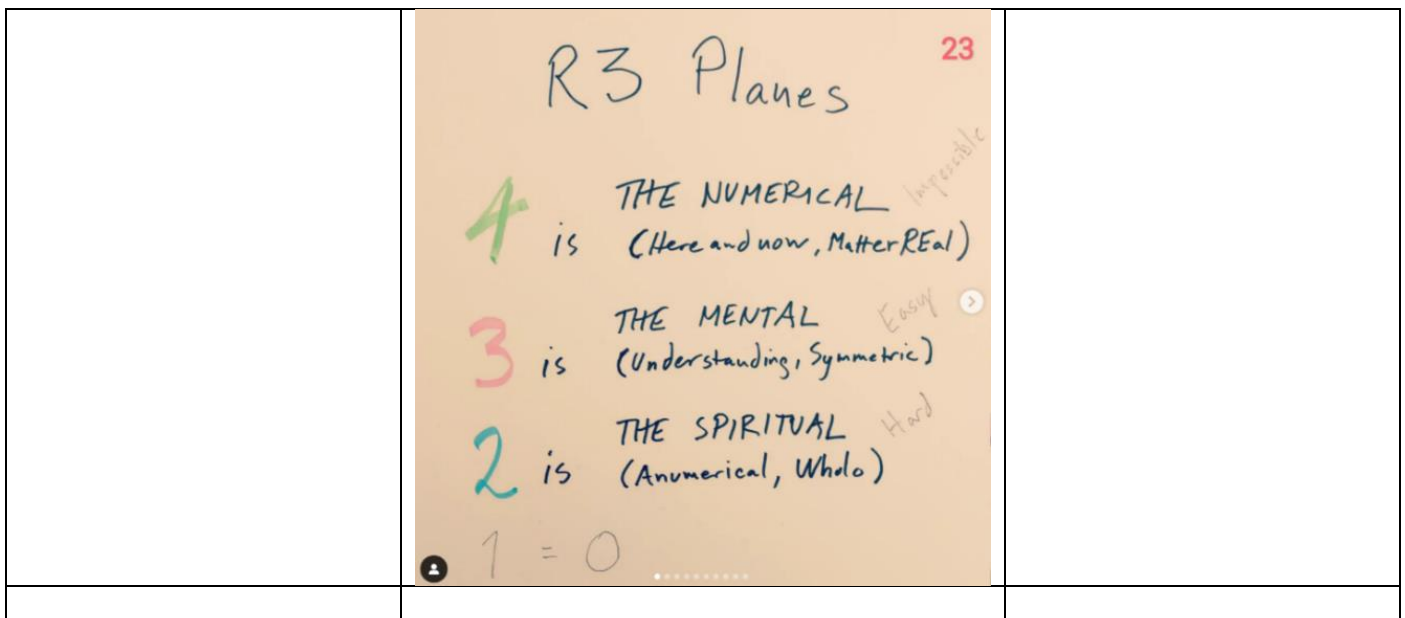 R3 Planes
23
Impossible
THE NUMERICAL
4 is (Here and now, MatterREal)
Easy
THE MENTAL
3 is (Understanding, Symmetric)
Hard
THE SPIRITUAL
2 is (Anumerical, Wholo)
1 = 0